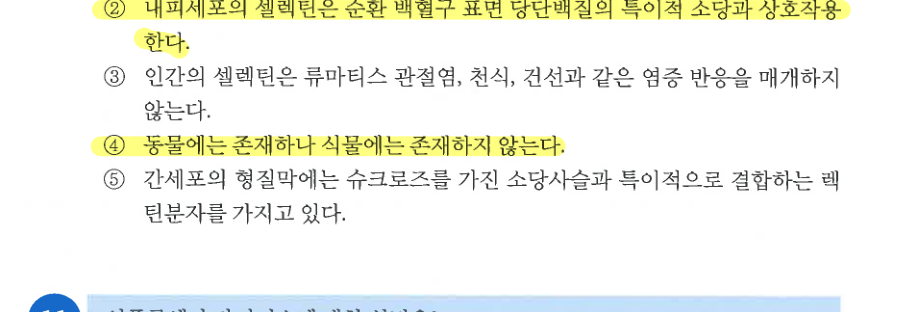 ② 내피세포의 셀렉틴은 순환 백혈구 표면 당단백질의 특이적 소당과 상호작용
한다.
③ 인간의 셀렉틴은 류마티스 관절염, 천식, 건선과 같은 염증 반응을 매개하지
않는다.
④ 동물에는 존재하나 식물에는 존재하지 않는다.
⑤ 간세포의 형질막에는 슈크로즈를 가진 소당사슬과 특이적으로 결합하는 렉
틴분자를 가지고 있다.